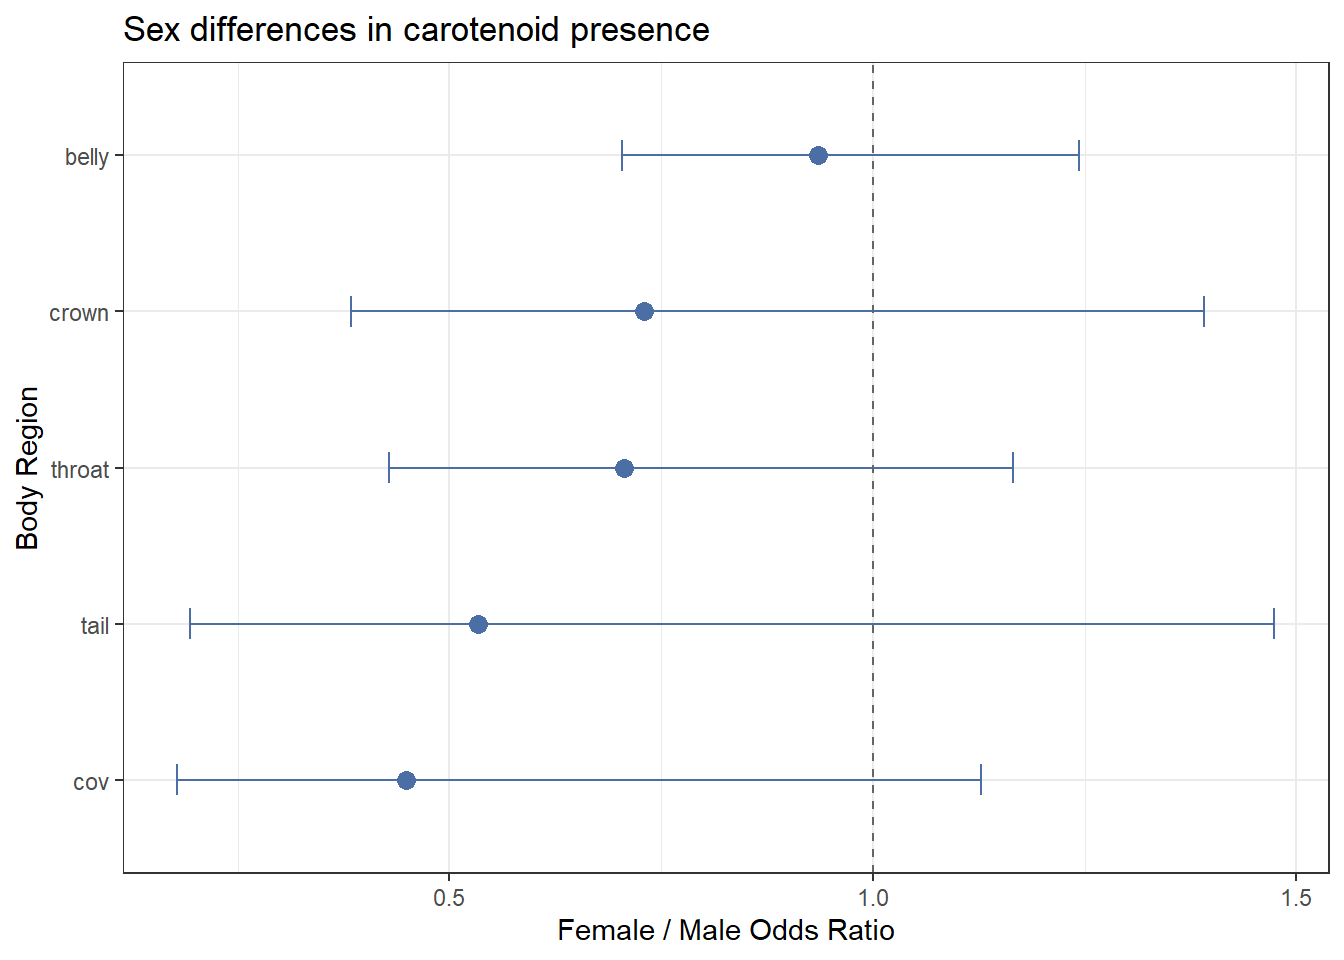 Sex differences in carotenoid presence
Body Region
belly
crown
throat
tail
cov
0.5
1.0
1.5
Female / Male Odds Ratio